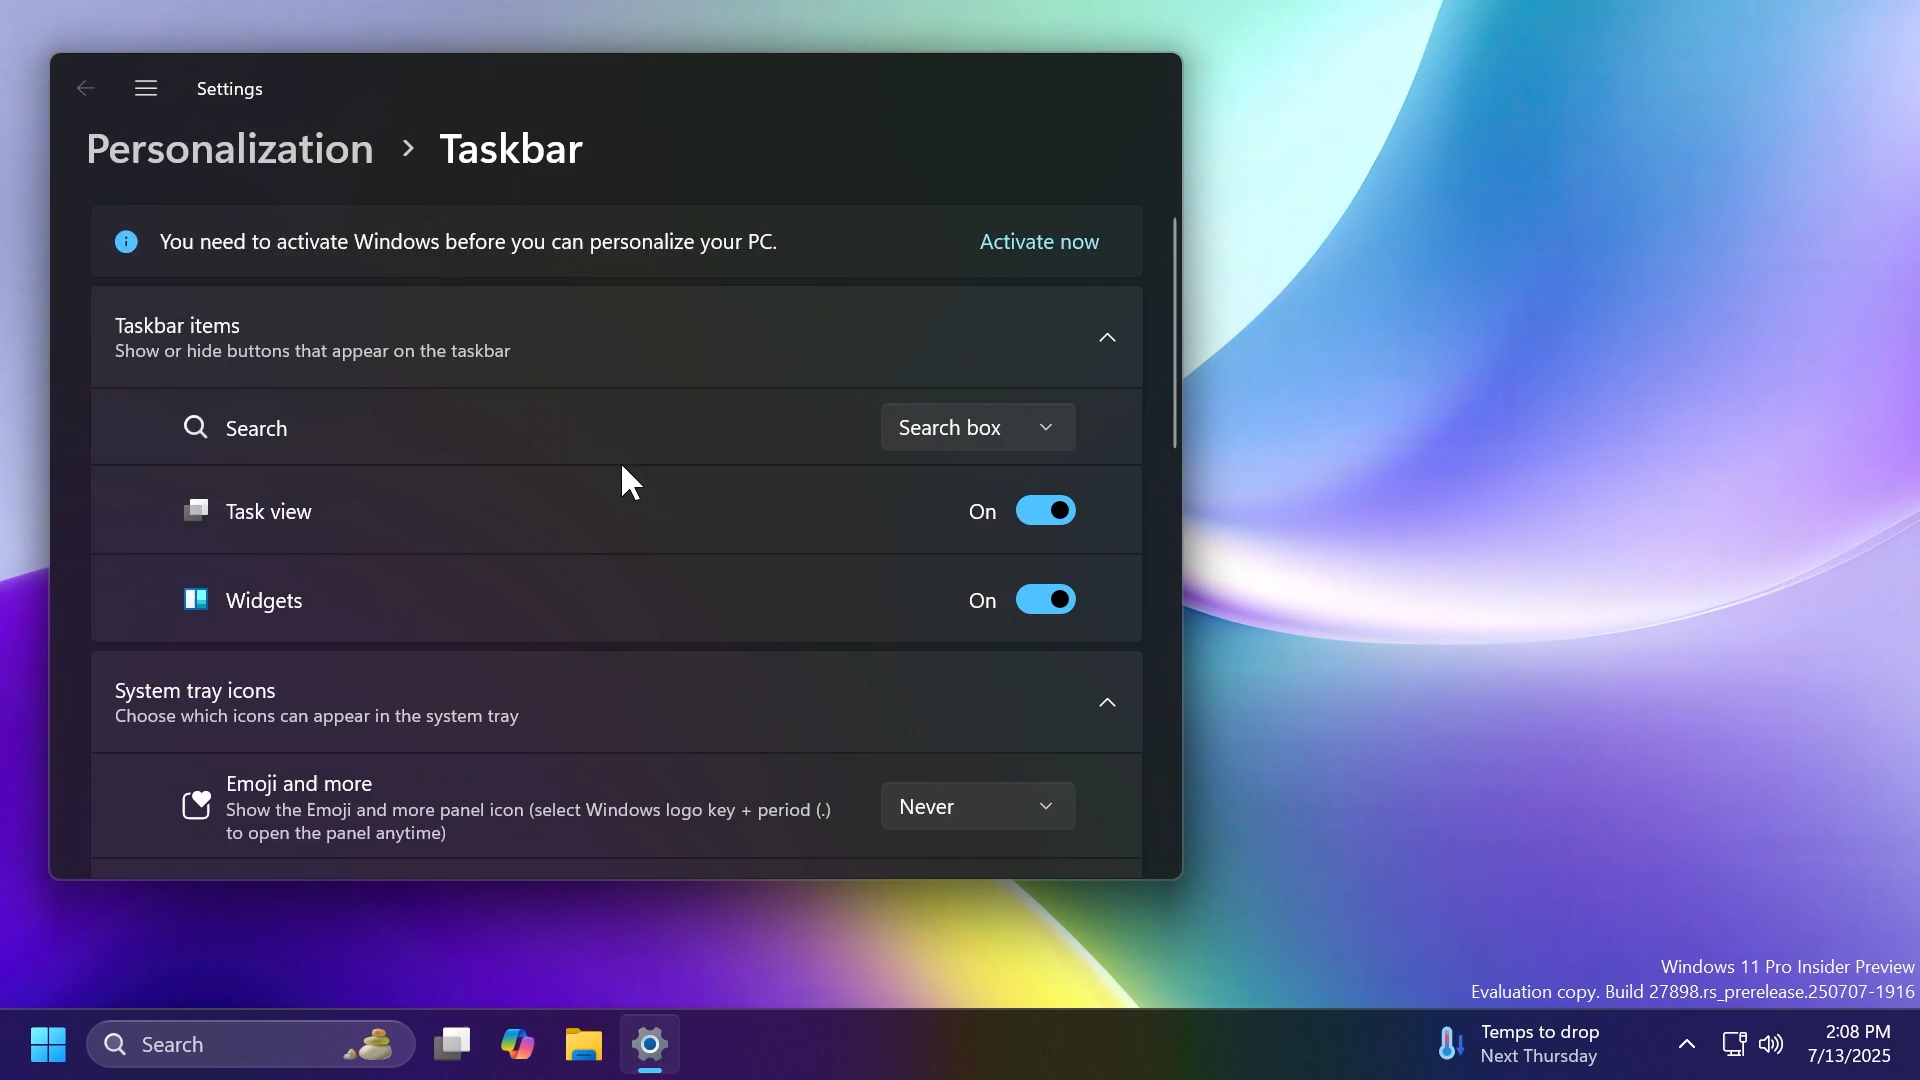 Settings
Personalization > Taskbar
You need to activate Windows before you can personalize your PC.
Activate now
Taskbar items
Show or hide buttons that appear on the taskbar
Search
Search box
Task view
On
Widgets
On
System tray icons
Choose which icons can appear in the system tray
Emoji and more
Show the Emoji and more panel icon (select Windows logo key + period (.)
to open the panel anytime)
Never
Windows 11 Pro Insider Preview
Evaluation copy. Build 27898.rs_prerelease.250707-1916
Search
Temps to drop
Next Thursday
2:08 PM
7/13/2025